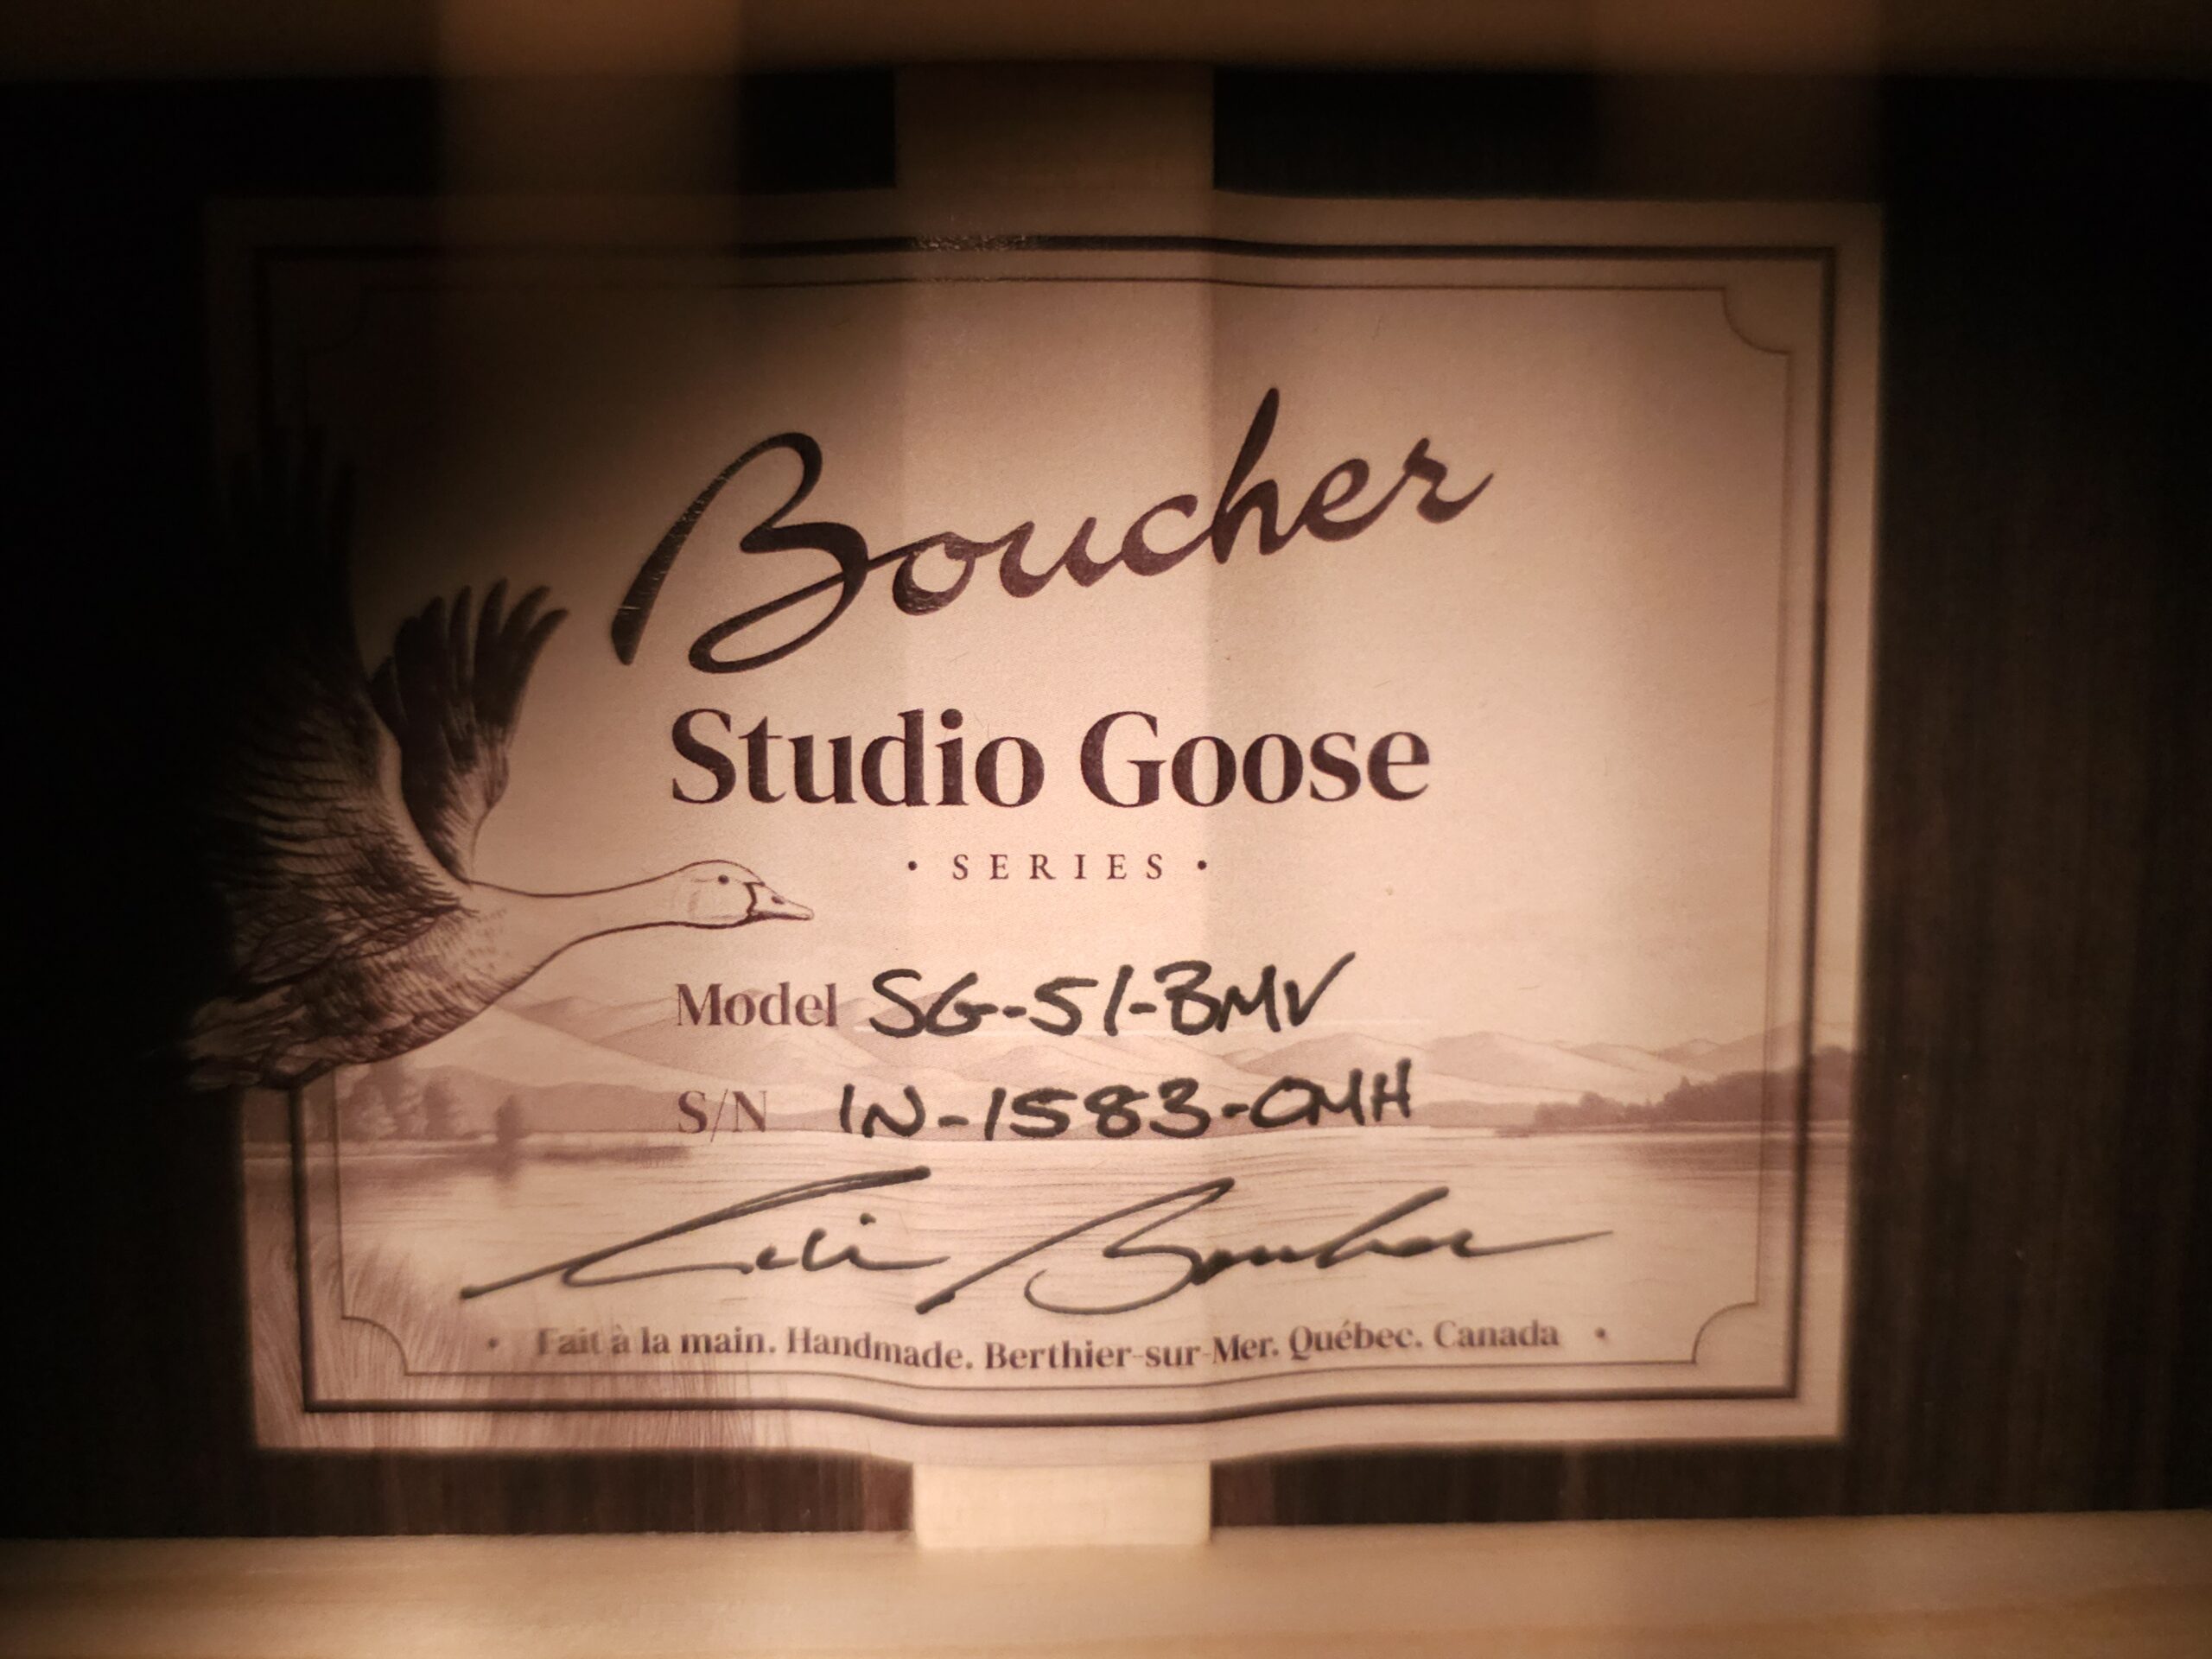 Boucher
Studio Goose
• SERIES •
Model SG-51-BMV
S/N IN-1583-OMH
• Fait à la main. Handmade. Berthier-sur-Mer. Québec. Canada •